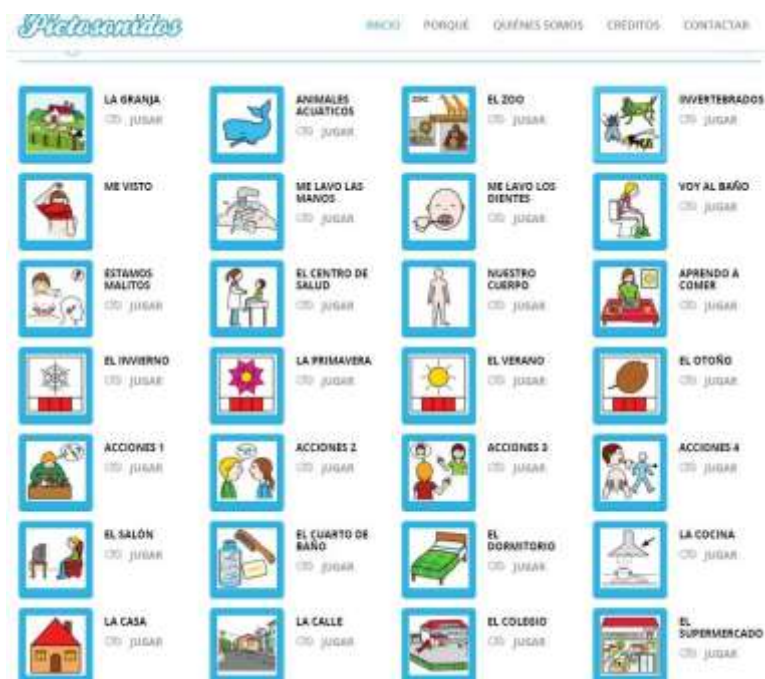 Pictosonidos
INICIO PORQUÉ QUIÉNES SOMOS CRÉDITOS CONTACTAR
LA GRANJA
JUGAR
ANIMALES
ACUÁTICOS
JUGAR
EL ZOO
JUGAR
INVERTEBRADOS
JUGAR
ME VISTO
ME LAVO LAS
MANOS
JUGAR
ME LAVO LOS
DIENTES
JUGAR
VOY AL BAÑO
JUGAR
ESTAMOS
MALITOS
JUGAR
EL CENTRO DE
SALUD
JUGAR
NUESTRO
CUERPO
JUGAR
APRENDO A
COMER
JUGAR
EL INVIERNO
JUGAR
LA PRIMAVERA
JUGAR
EL VERANO
JUGAR
EL OTOÑO
JUGAR
ACCIONES 1
JUGAR
ACCIONES 2
JUGAR
ACCIONES 3
JUGAR
ACCIONES 4
JUGAR
EL SALÓN
JUGAR
EL CUARTO DE
BAÑO
JUGAR
EL
DORMITORIO
JUGAR
LA COCINA
JUGAR
LA CASA
JUGAR
LA CALLE
JUGAR
EL COLEGIO
JUGAR
EL
SUPERMERCADO
JUGAR